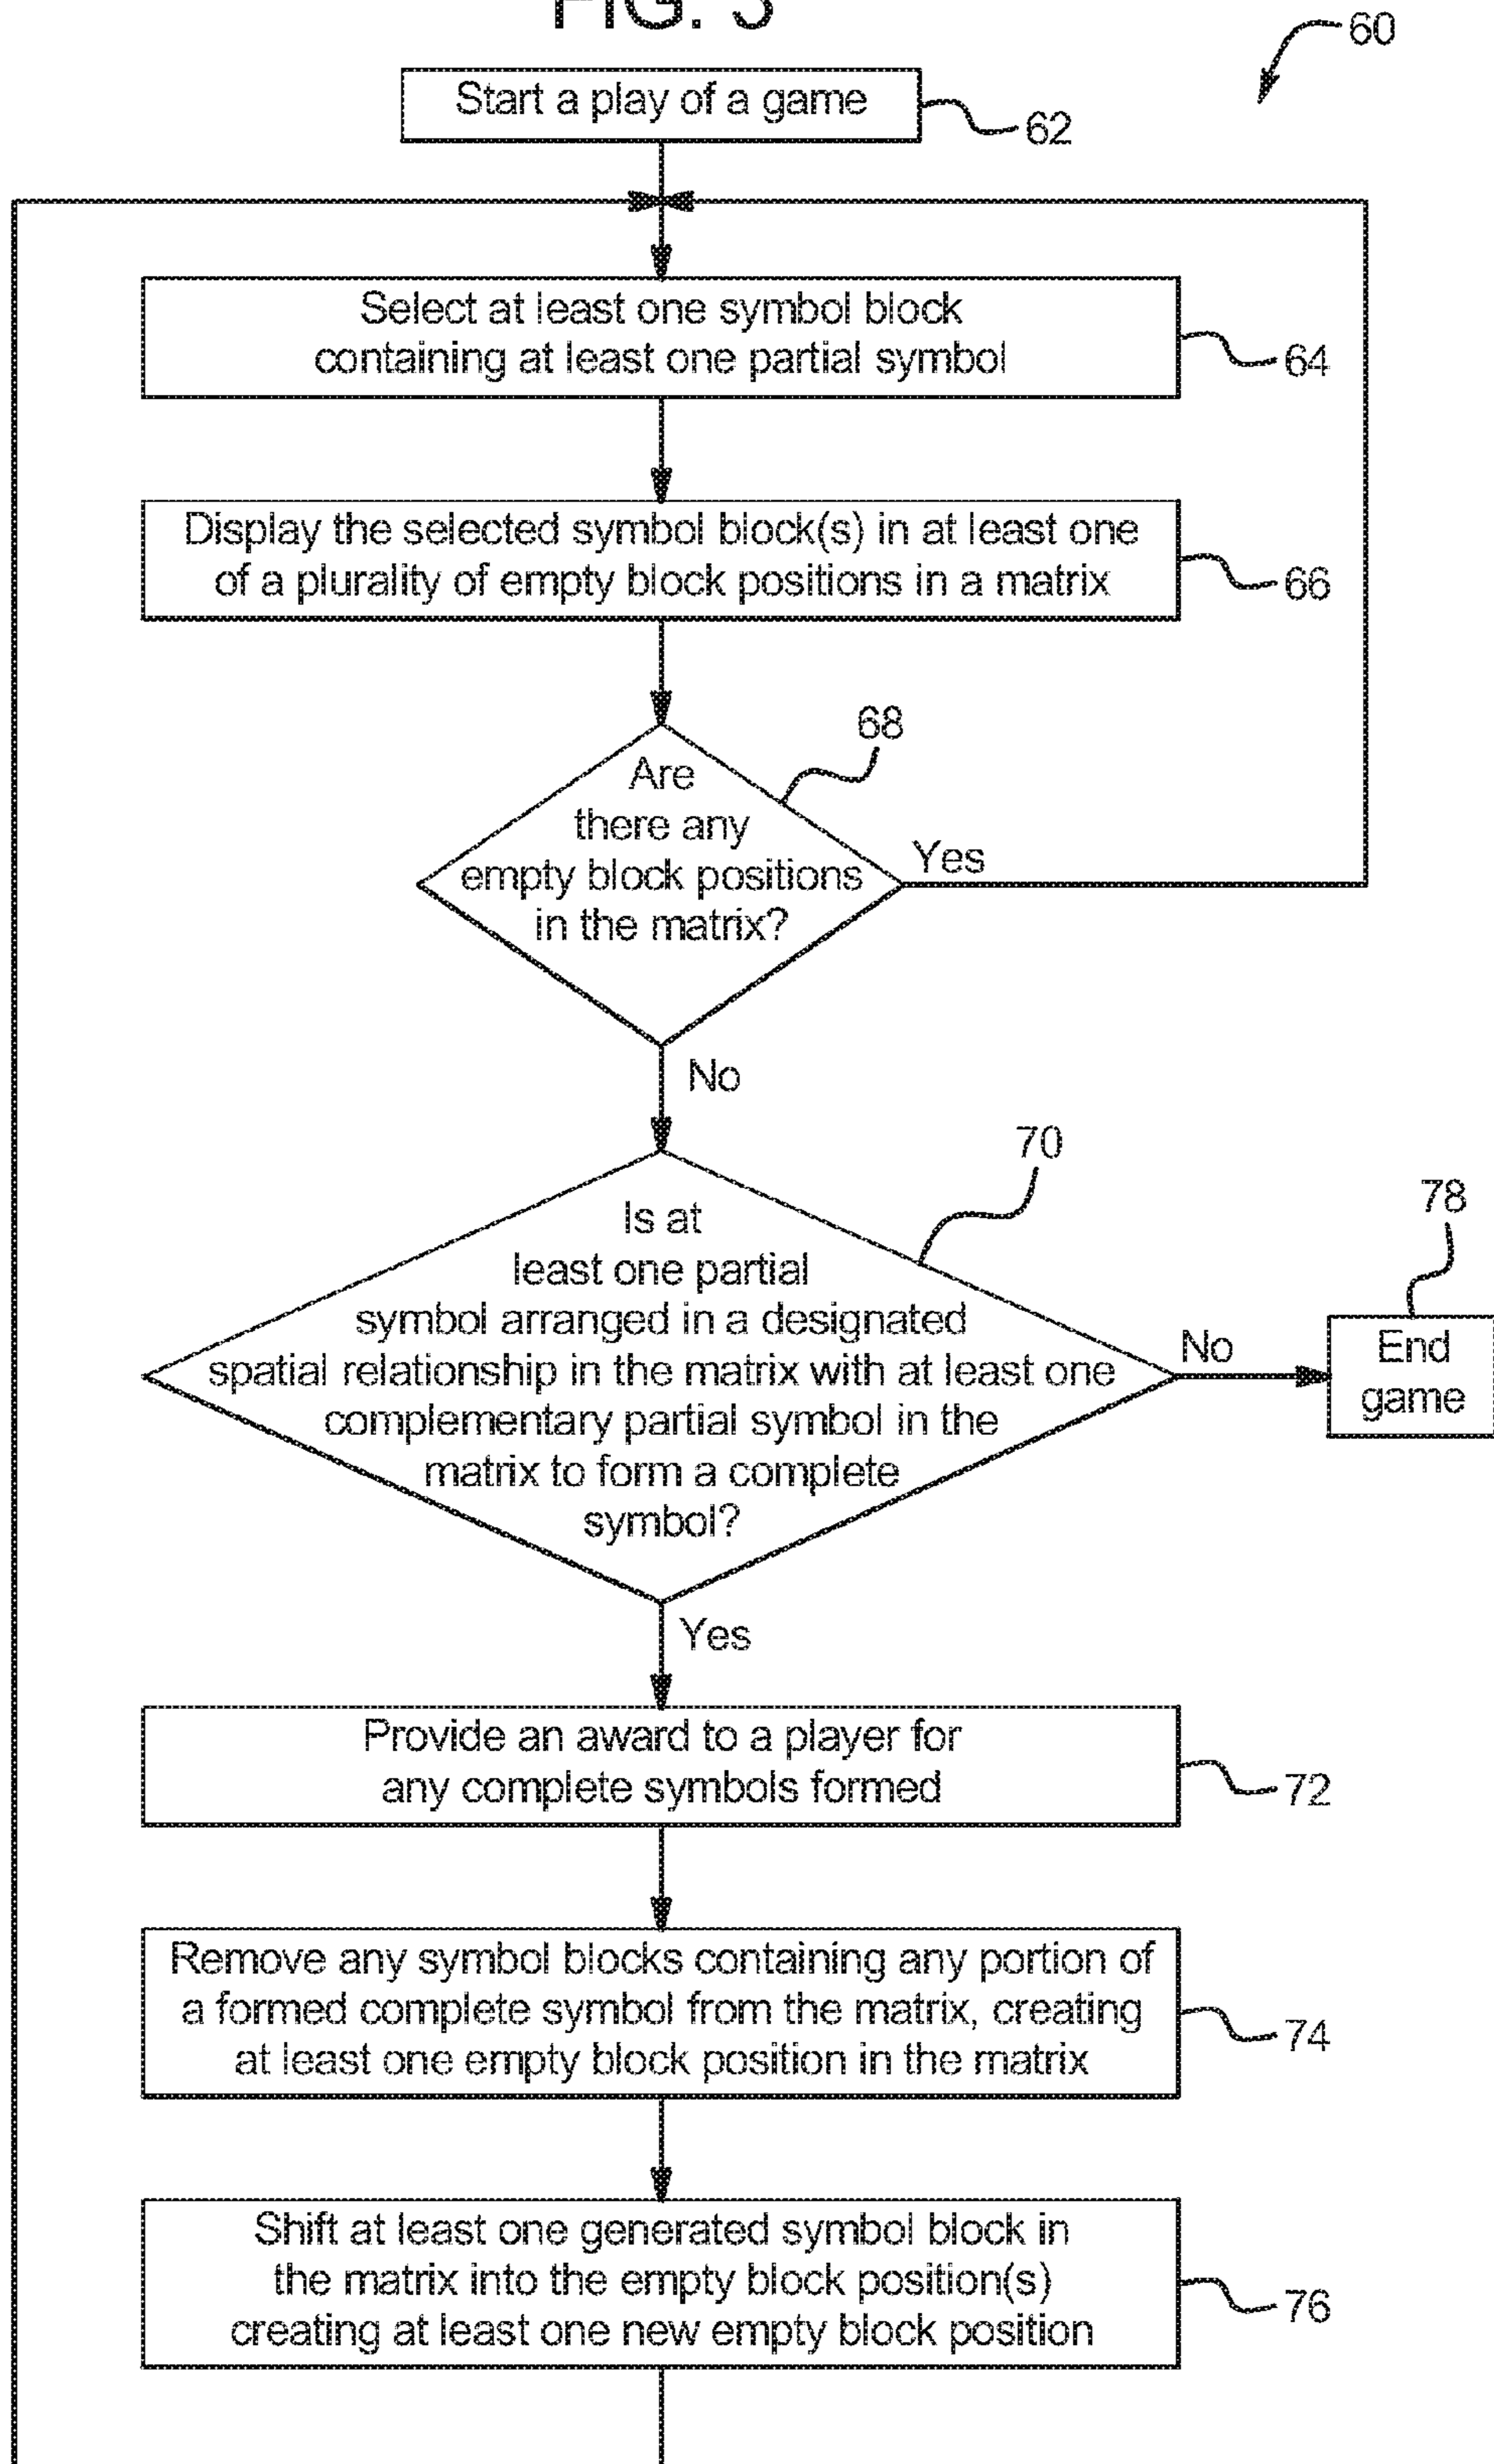 FIG. 3
60
Start a play of a game
62
Select at least one symbol block
containing at least one partial symbol
64
Display the selected symbol block(s) in at least one
of a plurality of empty block positions in a matrix
66
68
Are
there any
empty block positions
in the matrix?
Yes
No
70
Is at
least one partial
symbol arranged in a designated
spatial relationship in the matrix with at least one
complementary partial symbol in the
matrix to form a complete
symbol?
No
78
End
game
Yes
Provide an award to a player for
any complete symbols formed
72
Remove any symbol blocks containing any portion of
a formed complete symbol from the matrix, creating
at least one empty block position in the matrix
74
Shift at least one generated symbol block in
the matrix into the empty block position(s)
creating at least one new empty block position
76